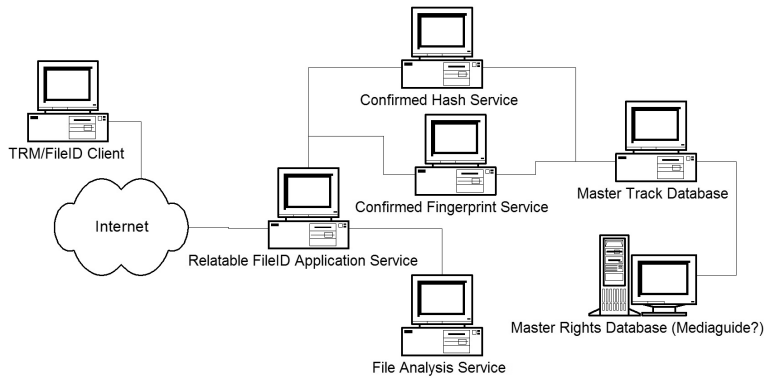 Confirmed Hash Service
TRM/FileID Client
Confirmed Fingerprint Service
Master Track Database
Internet
Relatable FileID Application Service
Master Rights Database (Mediaguide?)
File Analysis Service